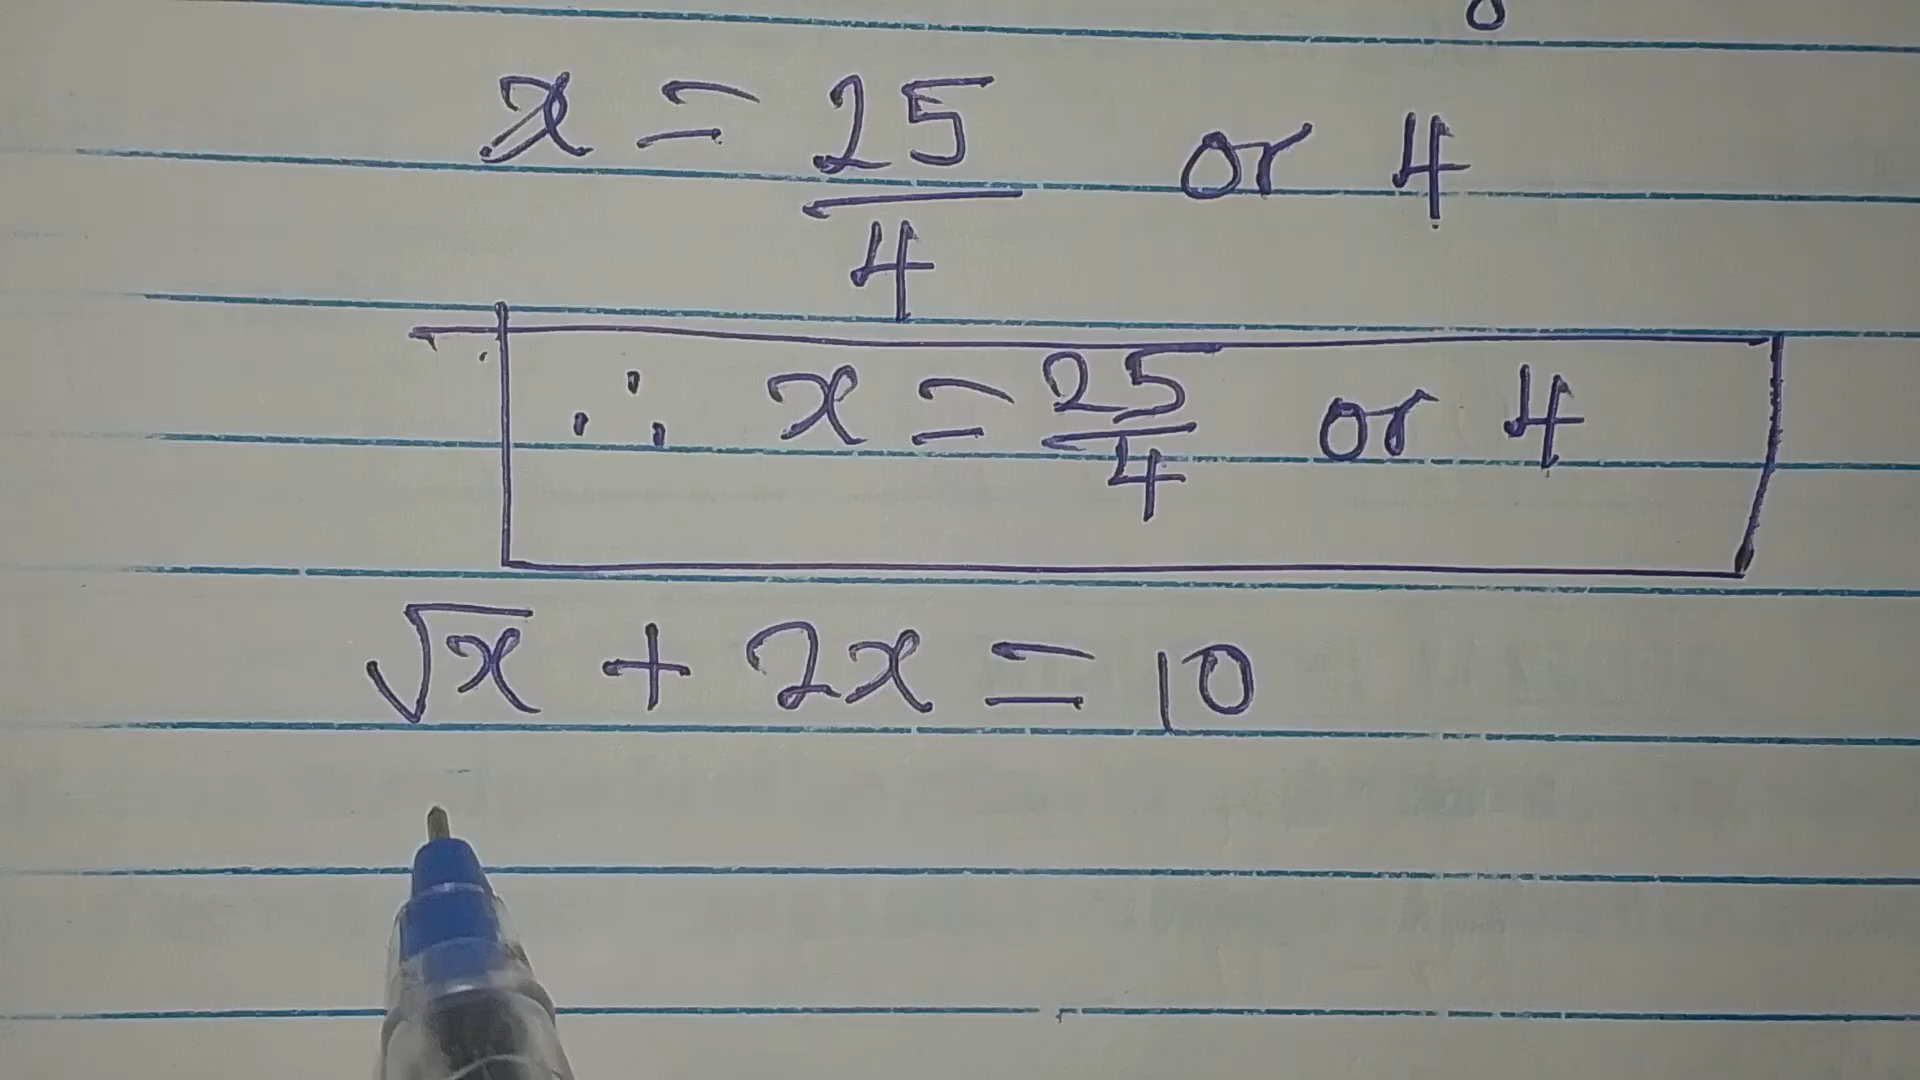 x = 25/4 or 4
∴ x = 25/4 or 4
√x + 2x = 10